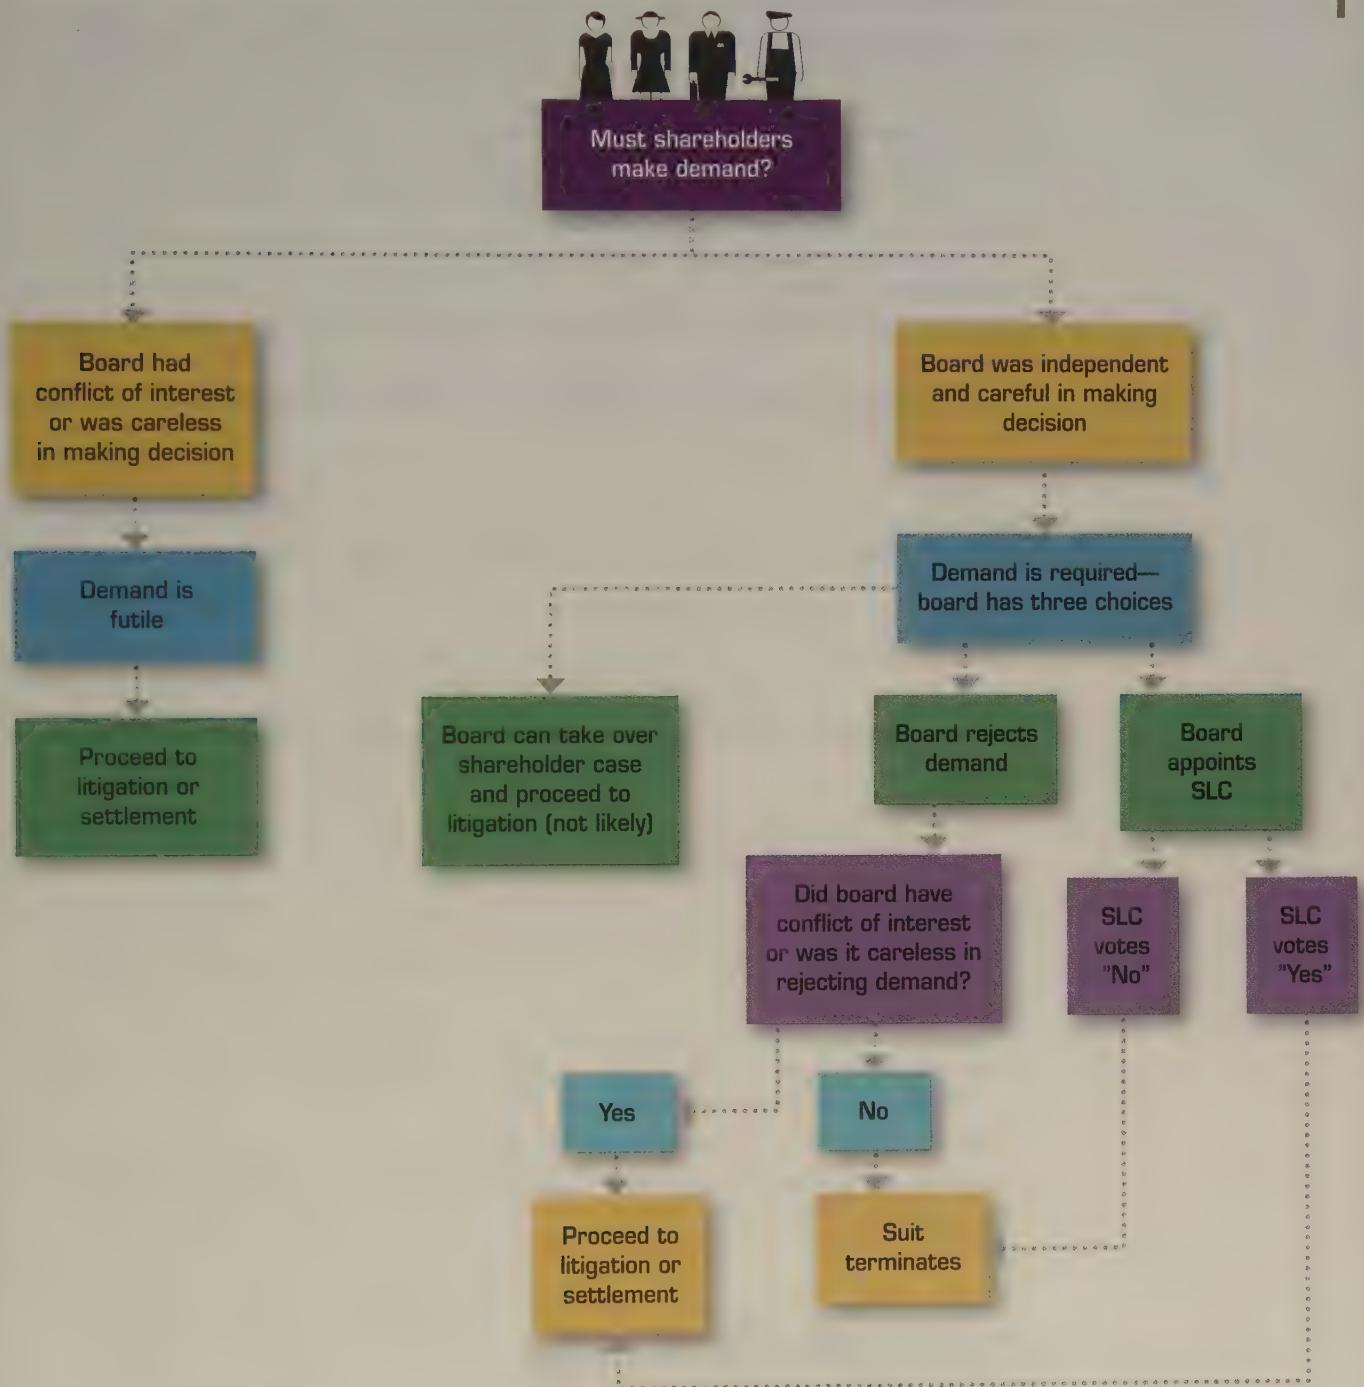 Must shareholders
make demand?
Board had
conflict of interest
or was careless
in making decision
Board was independent
and careful in making
decision
Demand is
futile
Demand is required—
board has three choices
Proceed to
litigation or
settlement
Board can take over
shareholder case
and proceed to
litigation (not likely)
Board rejects
demand
Board
appoints
SLC
Did board have
conflict of interest
or was it careless in
rejecting demand?
SLC
votes
"No"
SLC
votes
"Yes"
Yes
No
Proceed to
litigation or
settlement
Suit
terminates